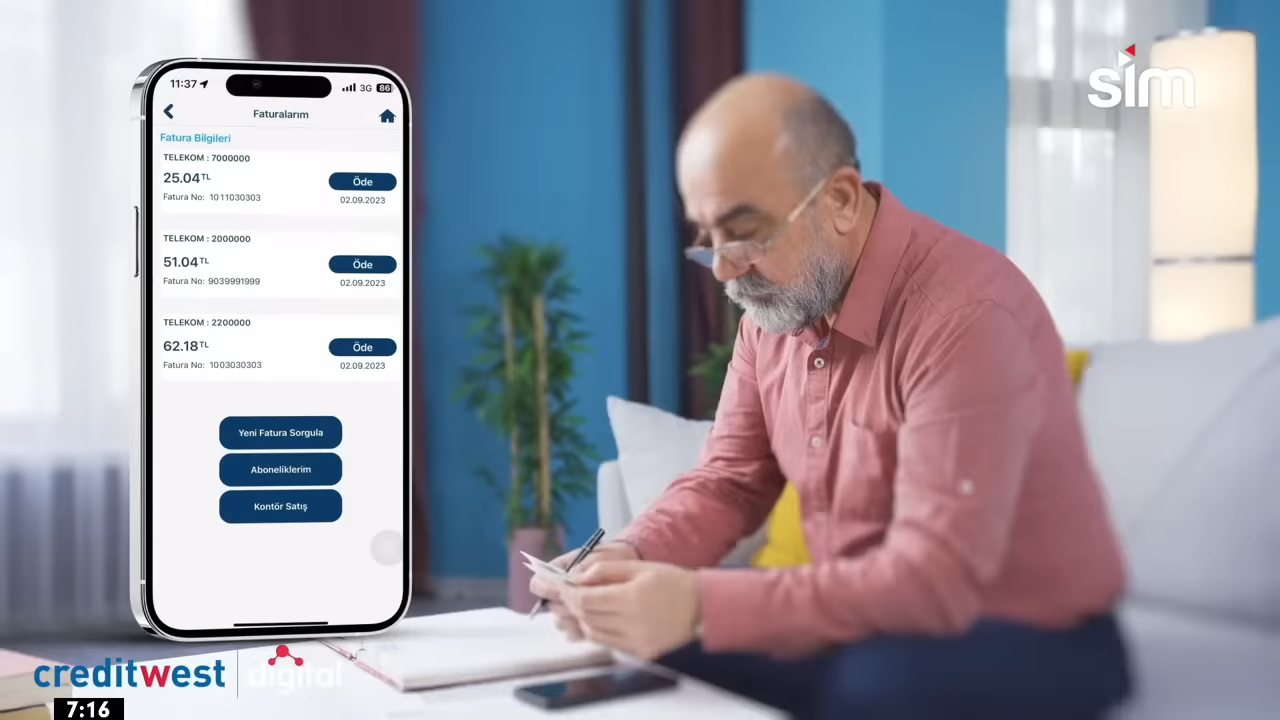 11:37
3G 86
Faturalarım
Fatura Bilgileri
TELEKOM : 7000000
25.04TL
Öde
Fatura No: 1011030303
02.09.2023
TELEKOM : 2000000
51.04TL
Öde
Fatura No: 9039991999
02.09.2023
TELEKOM : 2200000
62.18TL
Öde
Fatura No: 1003030303
02.09.2023
Yeni Fatura Sorgula
Aboneliklerim
Kontör Satış
sim
creditwest digital
7:16